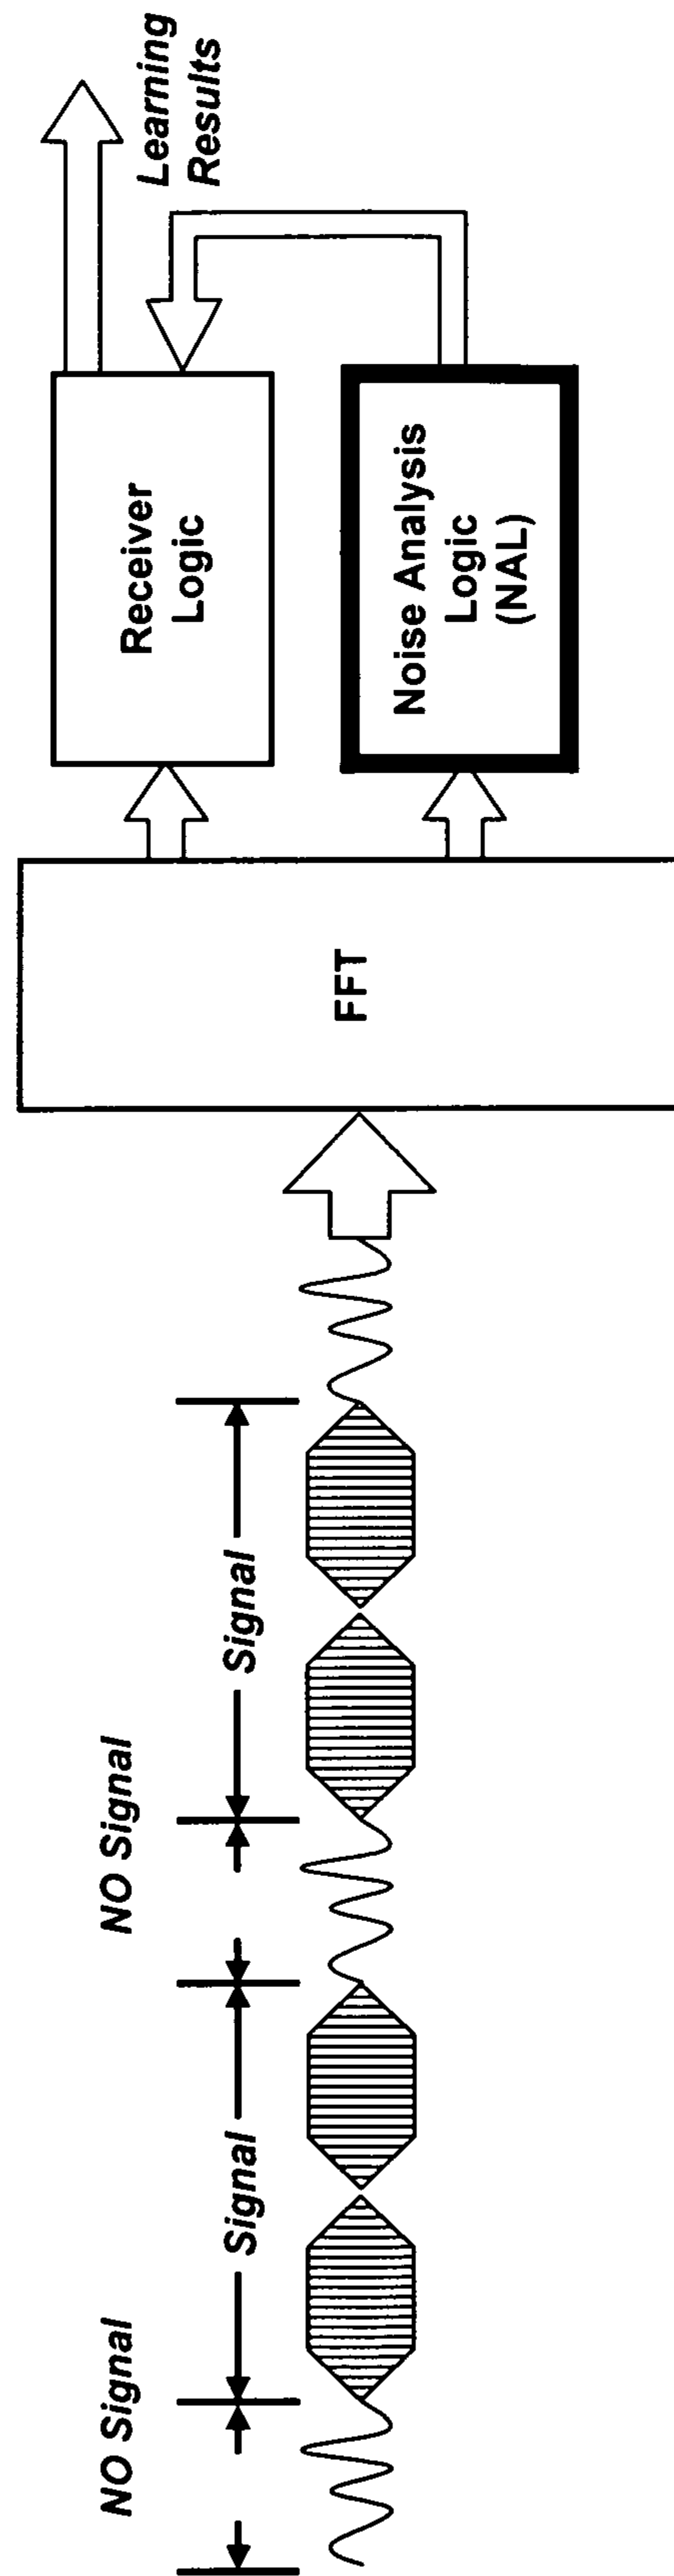 NO Signal
Signal
NO Signal
Signal
FFT
Receiver
Logic
Noise Analysis
Logic
(NAL)
Learning
Results